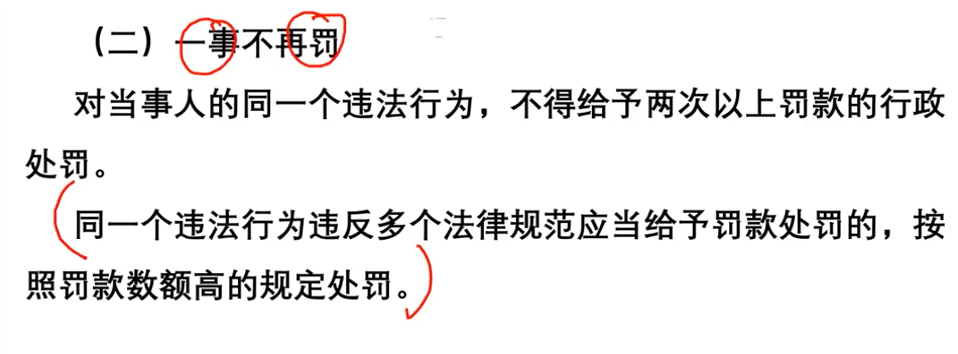 （二）一事不再罚
对当事人的同一个违法行为，不得给予两次以上罚款的行政
处罚。
同一个违法行为违反多个法律规范应当给予罚款处罚的，按
照罚款数额高的规定处罚。